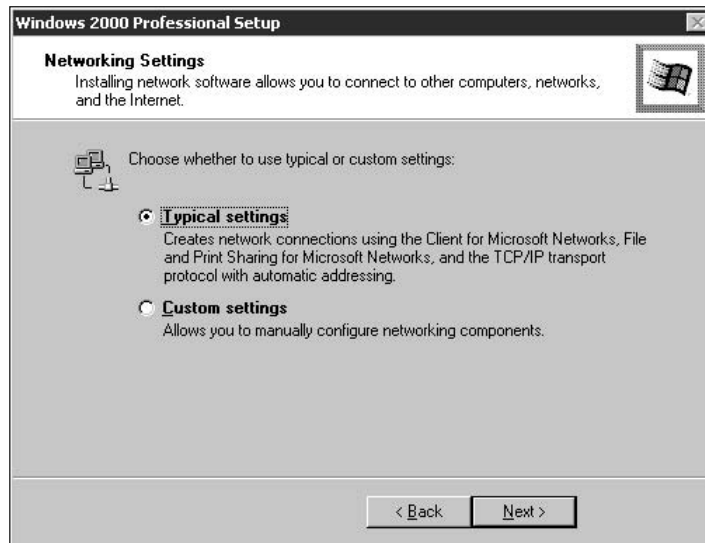 Windows 2000 Professional Setup
Networking Settings
Installing network software allows you to connect to other computers, networks,
and the Internet.
Choose whether to use typical or custom settings:
Typical settings
Creates network connections using the Client for Microsoft Networks, File
and Print Sharing for Microsoft Networks, and the TCP/IP transport
protocol with automatic addressing.
Custom settings
Allows you to manually configure networking components.
< Back
Next >